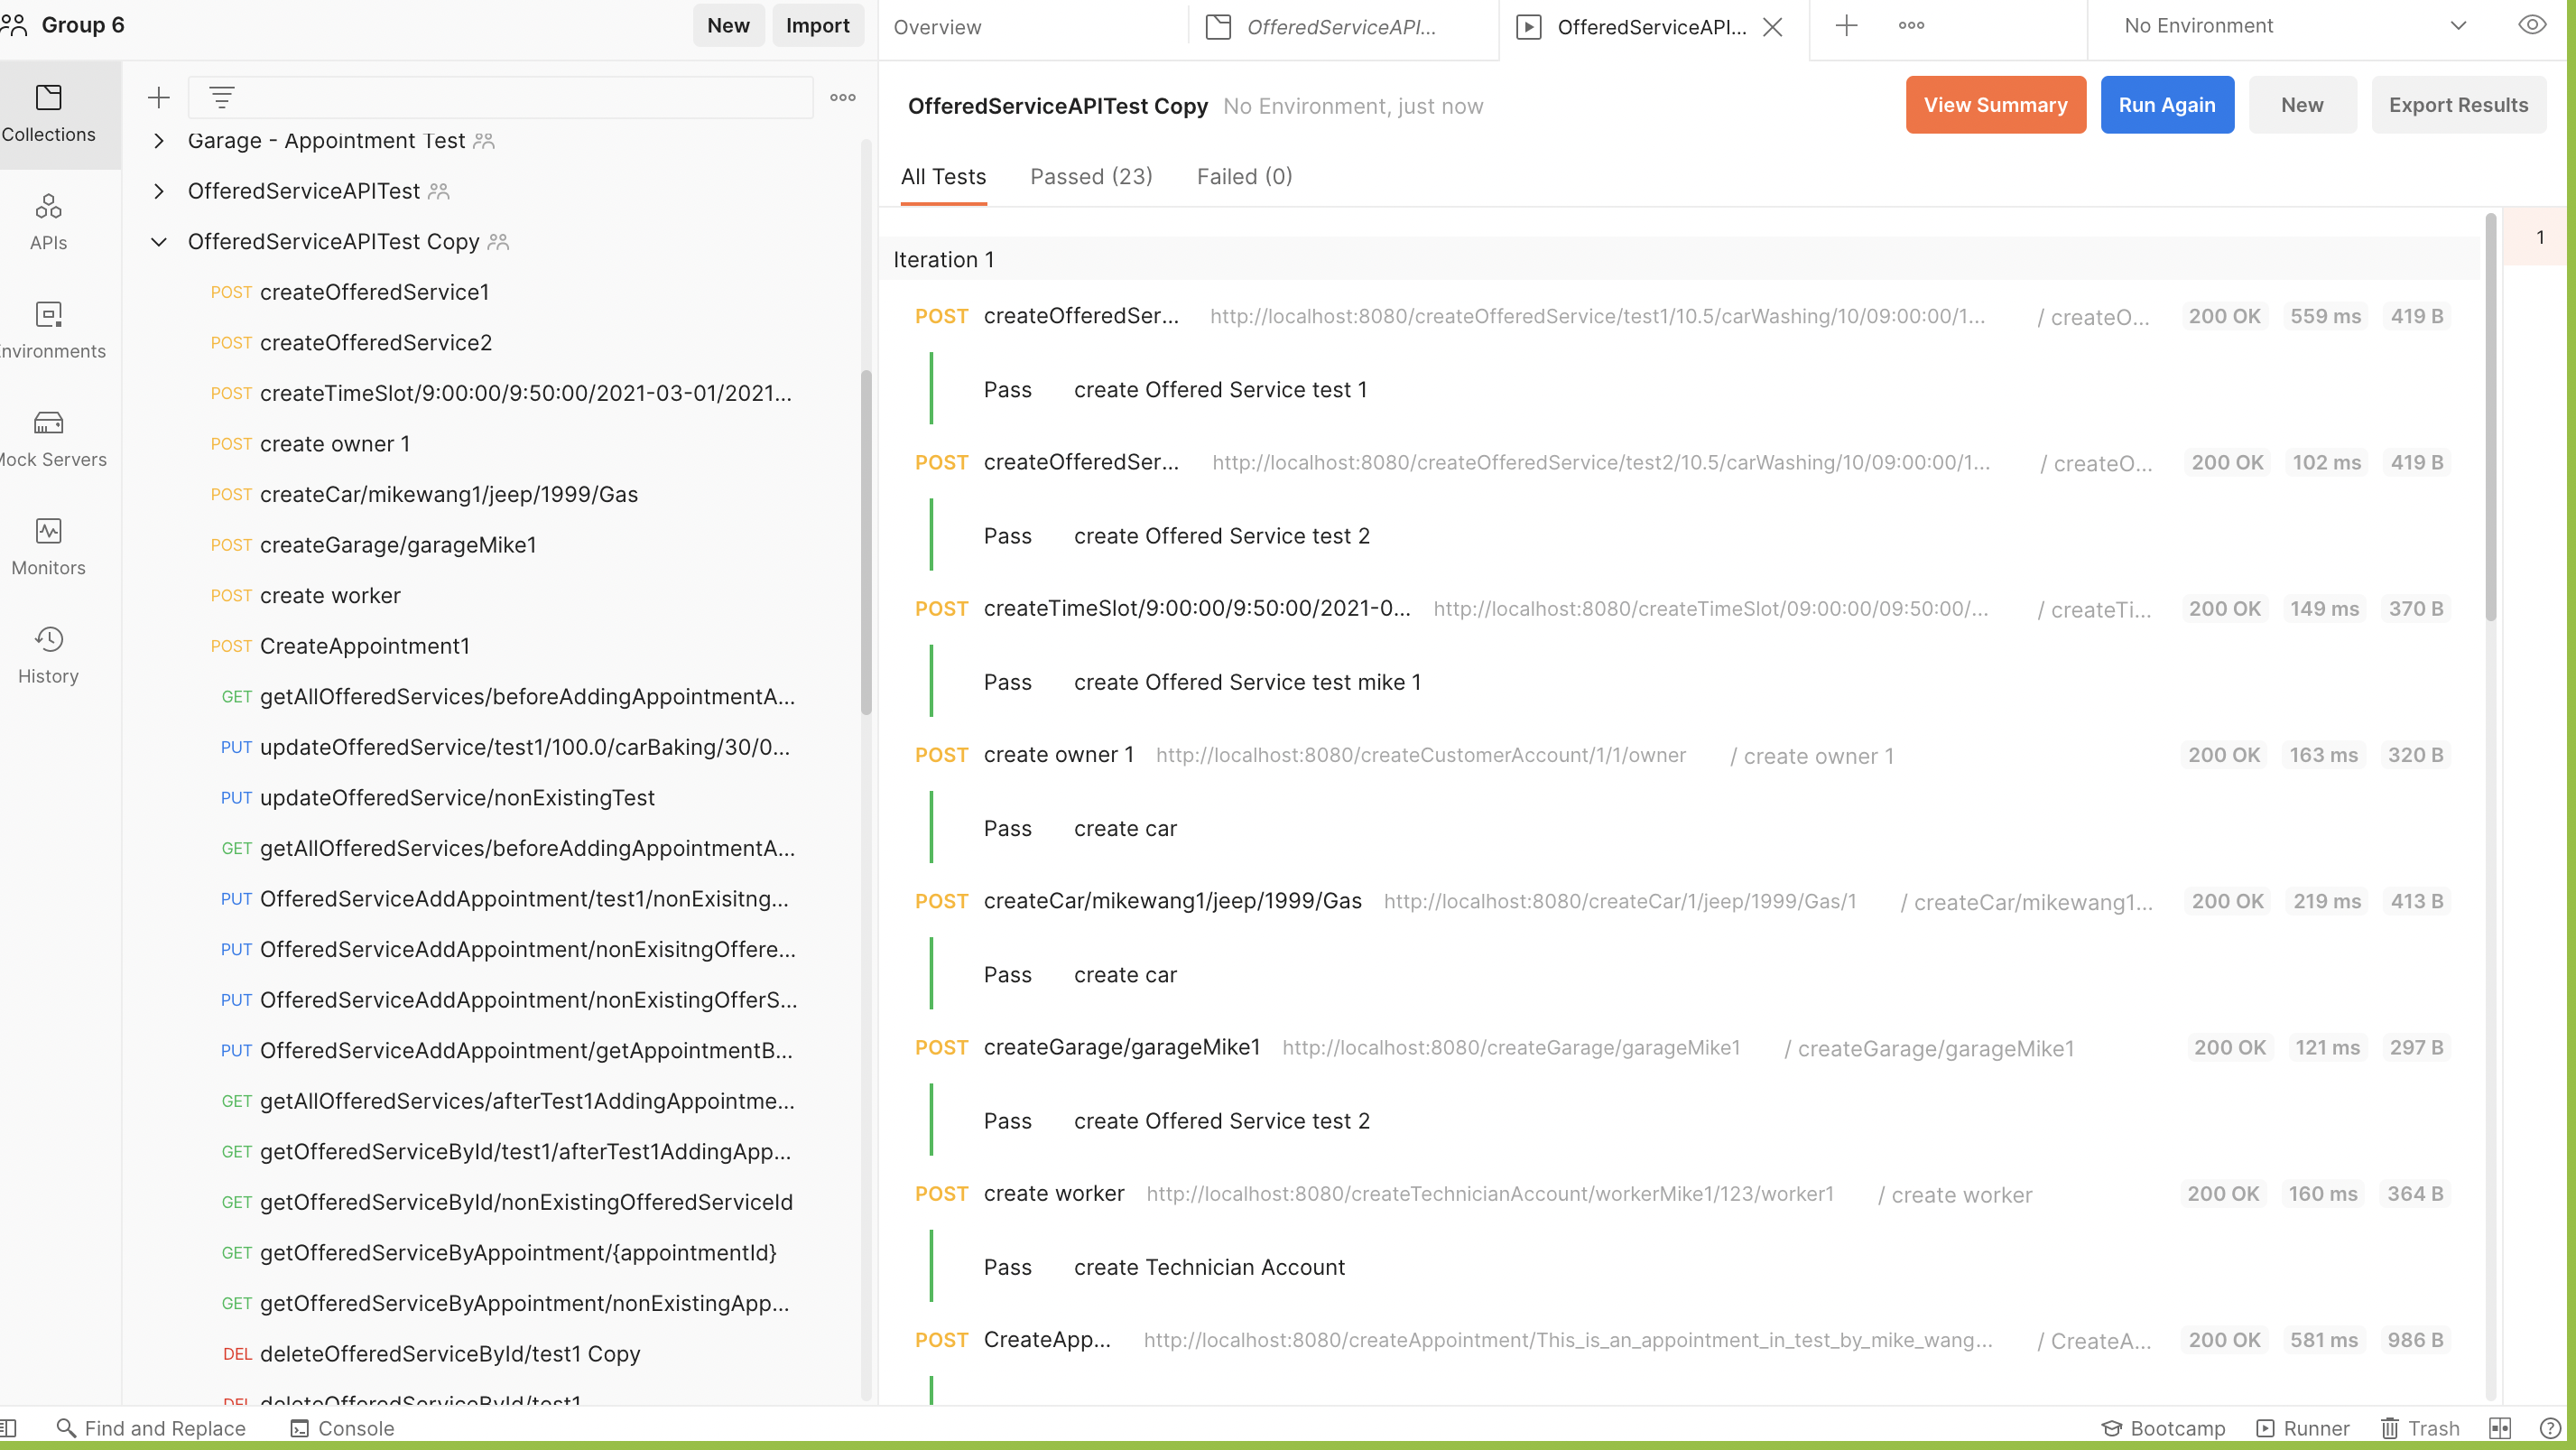 Group 6
New
Import
Overview
OfferedServiceAPI...
OfferedServiceAPI...
No Environment
Collections
APIs
nvironments
Mock Servers
Monitors
History
Garage - Appointment Test
OfferedServiceAPITest
OfferedServiceAPITest Copy
POST createOfferedService1
POST createOfferedService2
POST createTimeSlot/9:00:00/9:50:00/2021-03-01/2021...
POST create owner 1
POST createCar/mikewang1/jeep/1999/Gas
POST createGarage/garageMike1
POST create worker
POST CreateAppointment1
GET getAllOfferedServices/beforeAddingAppointmentA...
PUT updateOfferedService/test1/100.0/carBaking/30/0...
PUT updateOfferedService/nonExistingTest
GET getAllOfferedServices/beforeAddingAppointmentA...
PUT OfferedServiceAddAppointment/test1/nonExisitng...
PUT OfferedServiceAddAppointment/nonExisitngOffere...
PUT OfferedServiceAddAppointment/nonExistingOfferS...
PUT OfferedServiceAddAppointment/getAppointmentB...
GET getAllOfferedServices/afterTest1AddingAppointme...
GET getOfferedServiceById/test1/afterTest1AddingApp...
GET getOfferedServiceById/nonExistingOfferedServiceId
GET getOfferedServiceByAppointment/{appointmentId}
GET getOfferedServiceByAppointment/nonExistingApp...
DEL deleteOfferedServiceById/test1 Copy
DEL deleteOfferedServiceById/test1
OfferedServiceAPITest Copy No Environment, just now
View Summary
Run Again
New
Export Results
All Tests
Passed (23)
Failed (0)
1
Iteration 1
POST createOfferedSer... http://localhost:8080/createOfferedService/test1/10.5/carWashing/10/09:00:00/1... / createO... 200 OK 559 ms 419 B
Pass create Offered Service test 1
POST createOfferedSer... http://localhost:8080/createOfferedService/test2/10.5/carWashing/10/09:00:00/1... / createO... 200 OK 102 ms 419 B
Pass create Offered Service test 2
POST createTimeSlot/9:00:00/9:50:00/2021-0... http://localhost:8080/createTimeSlot/09:00:00/09:50:00/... / createTi... 200 OK 149 ms 370 B
Pass create Offered Service test mike 1
POST create owner 1 http://localhost:8080/createCustomerAccount/1/1/owner / create owner 1 200 OK 163 ms 320 B
Pass create car
POST createCar/mikewang1/jeep/1999/Gas http://localhost:8080/createCar/1/jeep/1999/Gas/1 / createCar/mikewang1... 200 OK 219 ms 413 B
Pass create car
POST createGarage/garageMike1 http://localhost:8080/createGarage/garageMike1 / createGarage/garageMike1 200 OK 121 ms 297 B
Pass create Offered Service test 2
POST create worker http://localhost:8080/createTechnicianAccount/workerMike1/123/worker1 / create worker 200 OK 160 ms 364 B
Pass create Technician Account
POST CreateApp... http://localhost:8080/createAppointment/This_is_an_appointment_in_test_by_mike_wang... / CreateA... 200 OK 581 ms 986 B
Find and Replace
Console
Bootcamp
Runner
Trash